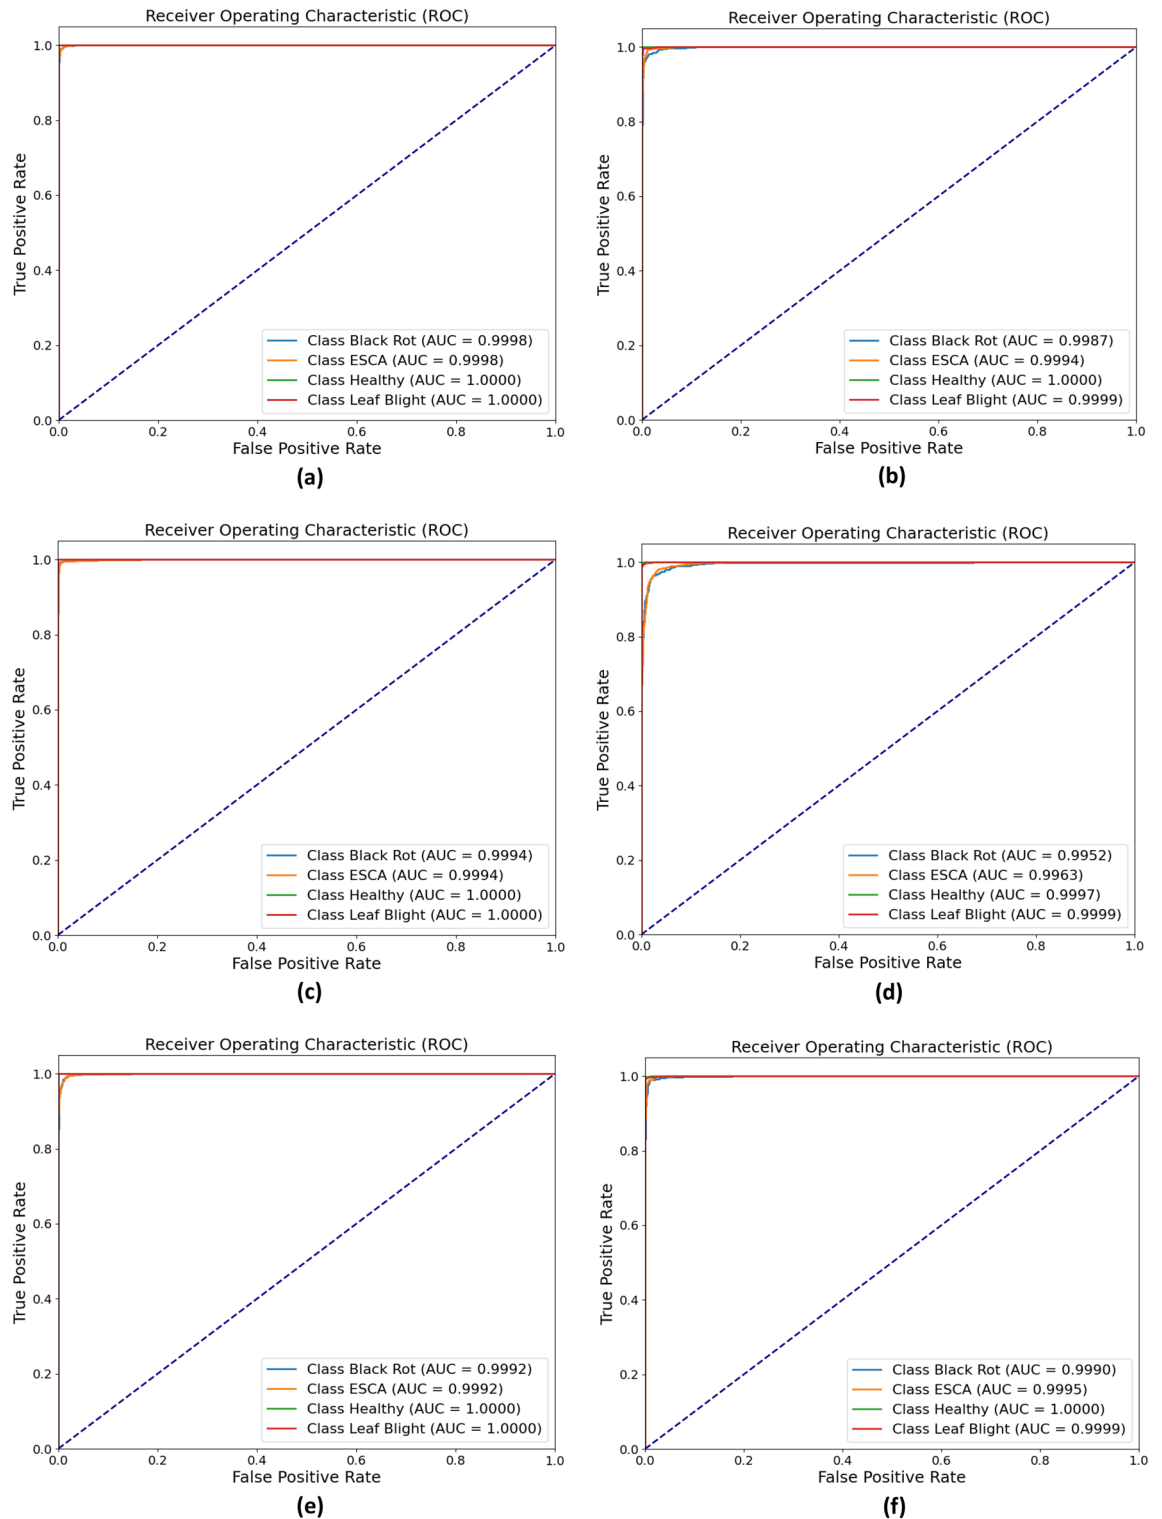 Receiver Operating Characteristic (ROC)
True Positive Rate
1.0
0.8
0.6
0.4
0.2
0.0
Class Black Rot (AUC = 0.9998)
Class ESCA (AUC = 0.9998)
Class Healthy (AUC = 1.0000)
Class Leaf Blight (AUC = 1.0000)
0.0 0.2 0.4 0.6 0.8 1.0
False Positive Rate
(a)
Receiver Operating Characteristic (ROC)
True Positive Rate
1.0
0.8
0.6
0.4
0.2
0.0
Class Black Rot (AUC = 0.9987)
Class ESCA (AUC = 0.9994)
Class Healthy (AUC = 1.0000)
Class Leaf Blight (AUC = 0.9999)
0.0 0.2 0.4 0.6 0.8 1.0
False Positive Rate
(b)
Receiver Operating Characteristic (ROC)
True Positive Rate
1.0
0.8
0.6
0.4
0.2
0.0
Class Black Rot (AUC = 0.9994)
Class ESCA (AUC = 0.9994)
Class Healthy (AUC = 1.0000)
Class Leaf Blight (AUC = 1.0000)
0.0 0.2 0.4 0.6 0.8 1.0
False Positive Rate
(c)
Receiver Operating Characteristic (ROC)
True Positive Rate
1.0
0.8
0.6
0.4
0.2
0.0
Class Black Rot (AUC = 0.9952)
Class ESCA (AUC = 0.9963)
Class Healthy (AUC = 0.9997)
Class Leaf Blight (AUC = 0.9999)
0.0 0.2 0.4 0.6 0.8 1.0
False Positive Rate
(d)
Receiver Operating Characteristic (ROC)
True Positive Rate
1.0
0.8
0.6
0.4
0.2
0.0
Class Black Rot (AUC = 0.9992)
Class ESCA (AUC = 0.9992)
Class Healthy (AUC = 1.0000)
Class Leaf Blight (AUC = 1.0000)
0.0 0.2 0.4 0.6 0.8 1.0
False Positive Rate
(e)
Receiver Operating Characteristic (ROC)
True Positive Rate
1.0
0.8
0.6
0.4
0.2
0.0
Class Black Rot (AUC = 0.9990)
Class ESCA (AUC = 0.9995)
Class Healthy (AUC = 1.0000)
Class Leaf Blight (AUC = 0.9999)
0.0 0.2 0.4 0.6 0.8 1.0
False Positive Rate
(f)